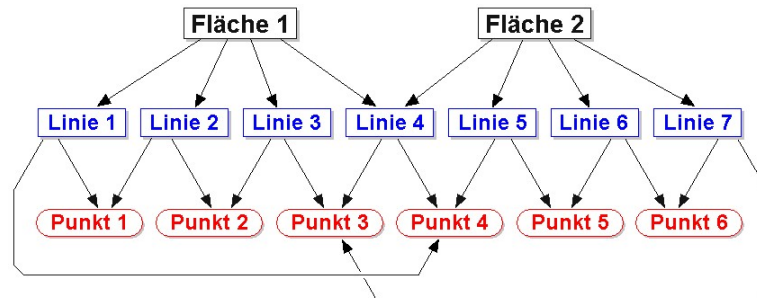 Fläche 1 Fläche 2
Linie 1 Linie 2 Linie 3 Linie 4 Linie 5 Linie 6 Linie 7
Punkt 1 Punkt 2 Punkt 3 Punkt 4 Punkt 5 Punkt 6